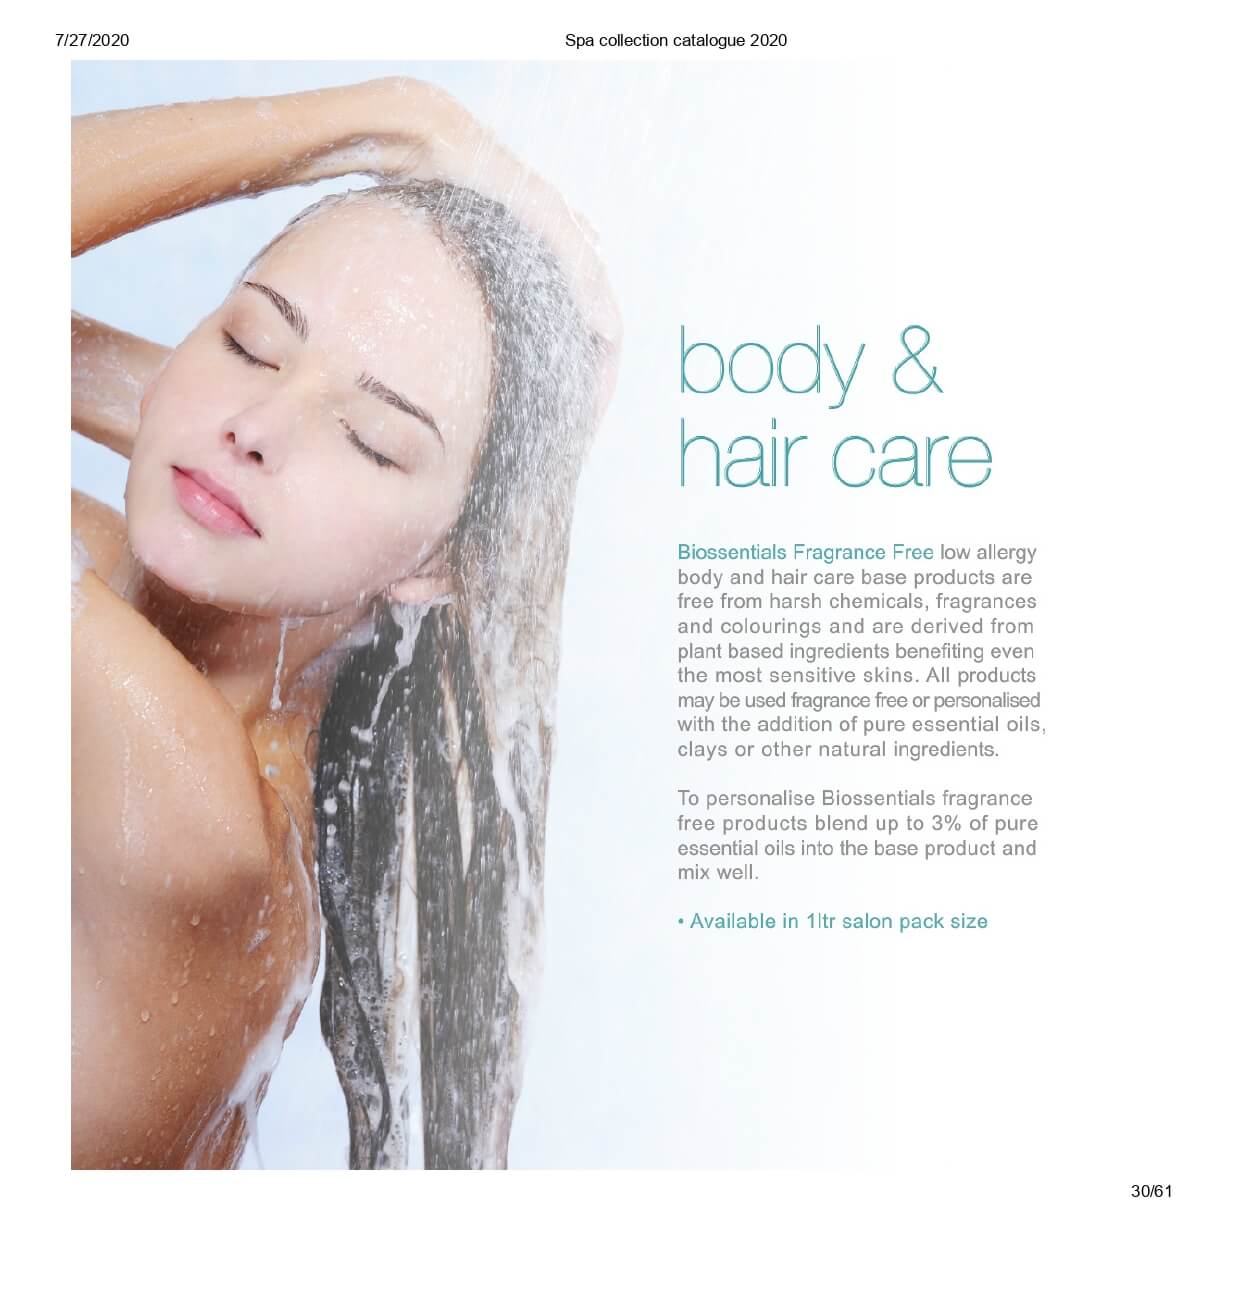 7/27/2020
Spa collection catalogue 2020
body &
hair care
Biossentials Fragrance Free low allergy
body and hair care base products are
free from harsh chemicals, fragrances
and colourings and are derived from
plant based ingredients benefiting even
the most sensitive skins. All products
may be used fragrance free or personalised
with the addition of pure essential oils,
clays or other natural ingredients.
To personalise Biossentials fragrance
free products blend up to 3% of pure
essential oils into the base product and
mix well.
• Available in 1ltr salon pack size
30/61